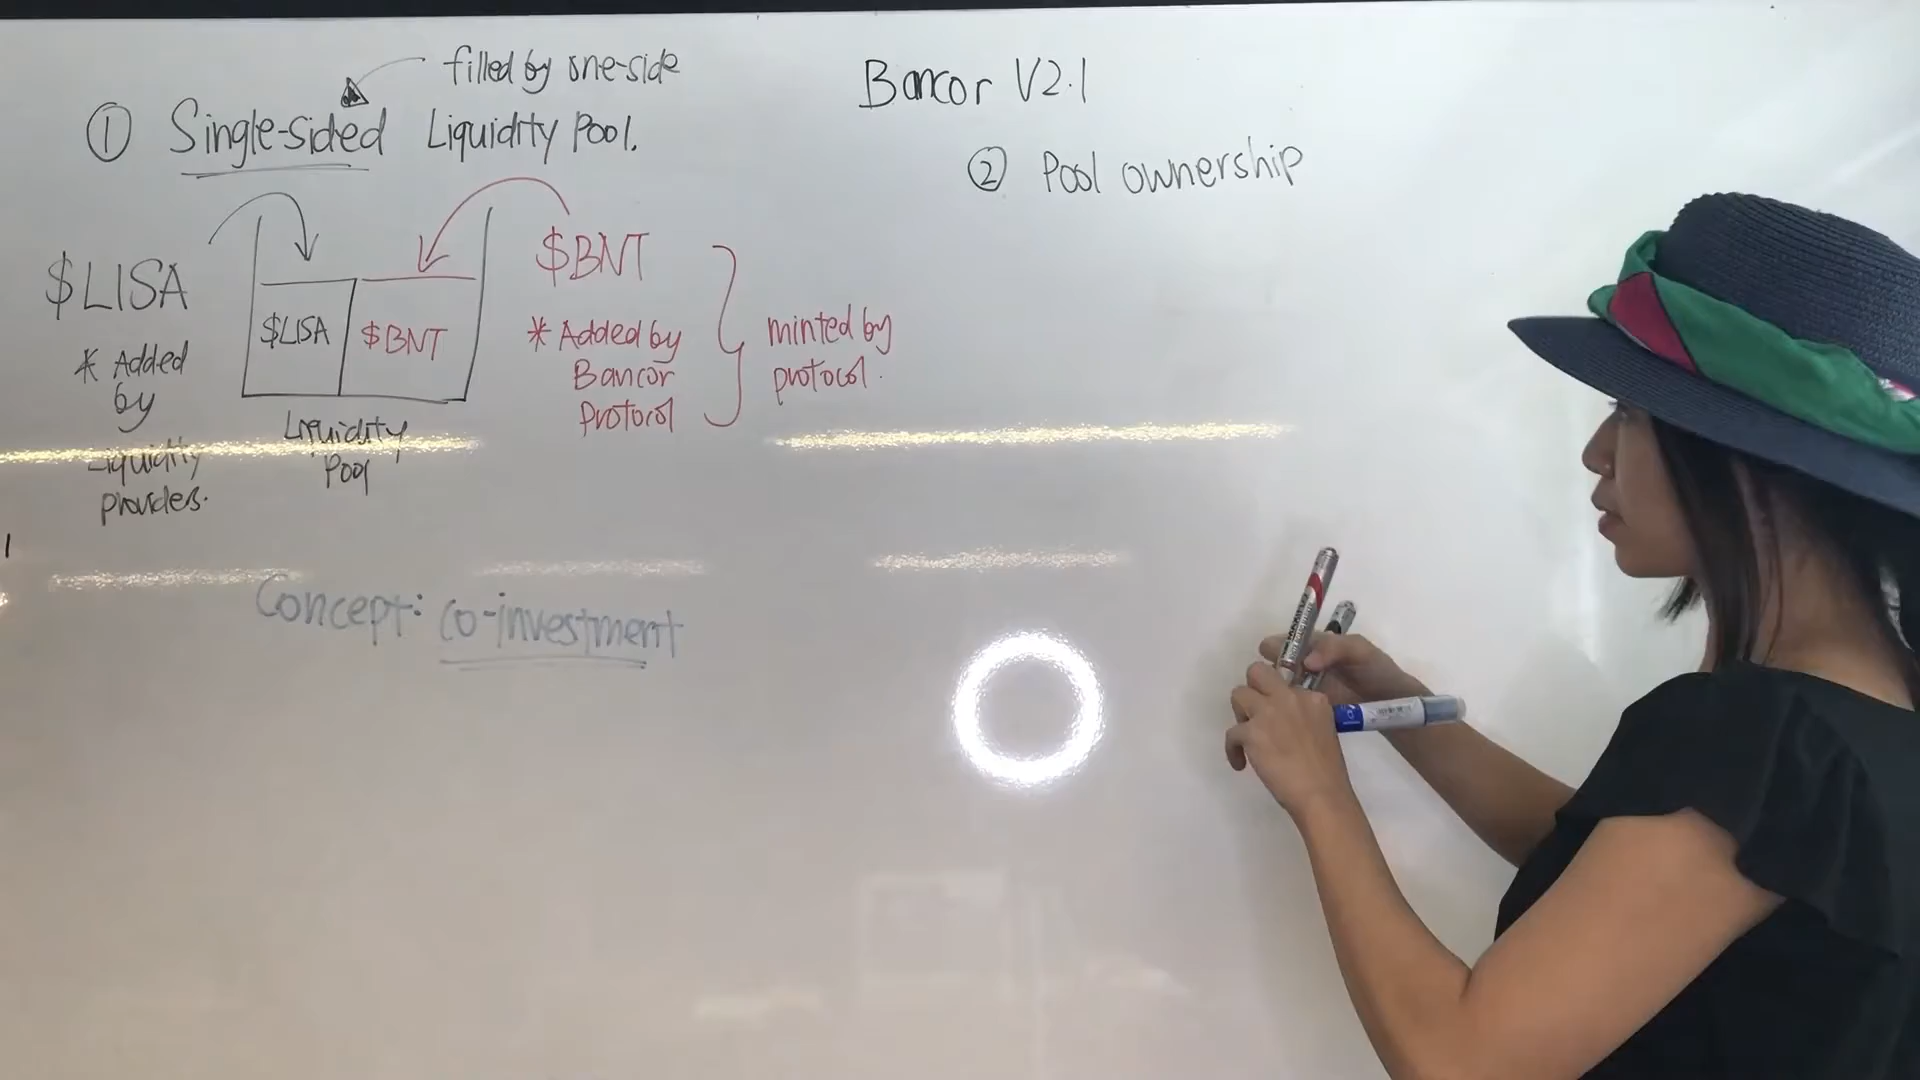 filled by one-side
① Single-sided Liquidity Pool.
$LISA
* Added
by
Liquidity
providers.
$LISA
$BNT
Liquidity
Pool
$BNT
* Added by
Bancor
Protocol
minted by
protocol.
Concept: co-investment
Bancor V2.1
② Pool ownership